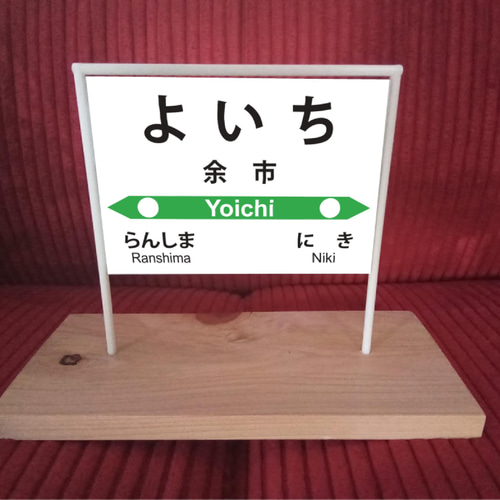 よいち
余市
Yoichi
らんしま にき
Ranshima Niki